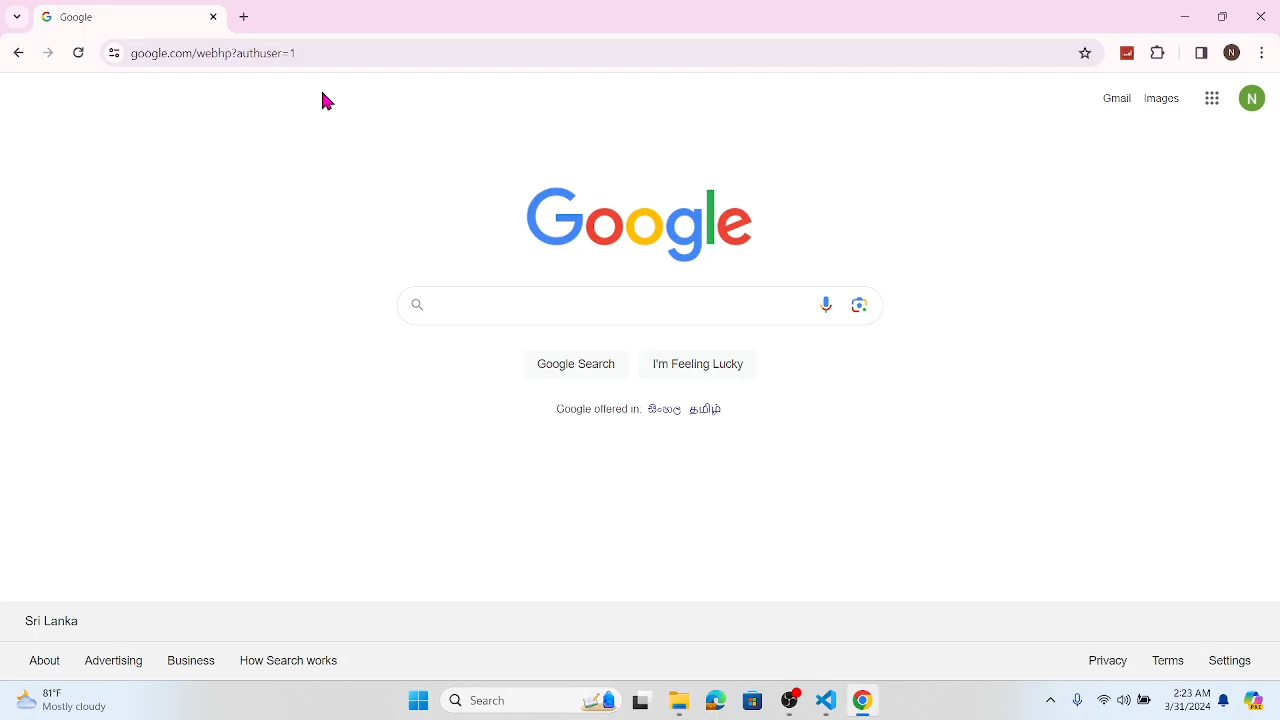 Google
google.com/webhp?authuser=1
N
Gmail Images
N
Google
Google Search I'm Feeling Lucky
Google offered in: සිංහල தமிழ்
Sri Lanka
About Advertising Business How Search works
Privacy Terms Settings
81°F
Mostly cloudy
Search
2:23 AM
3/31/2024
PRE